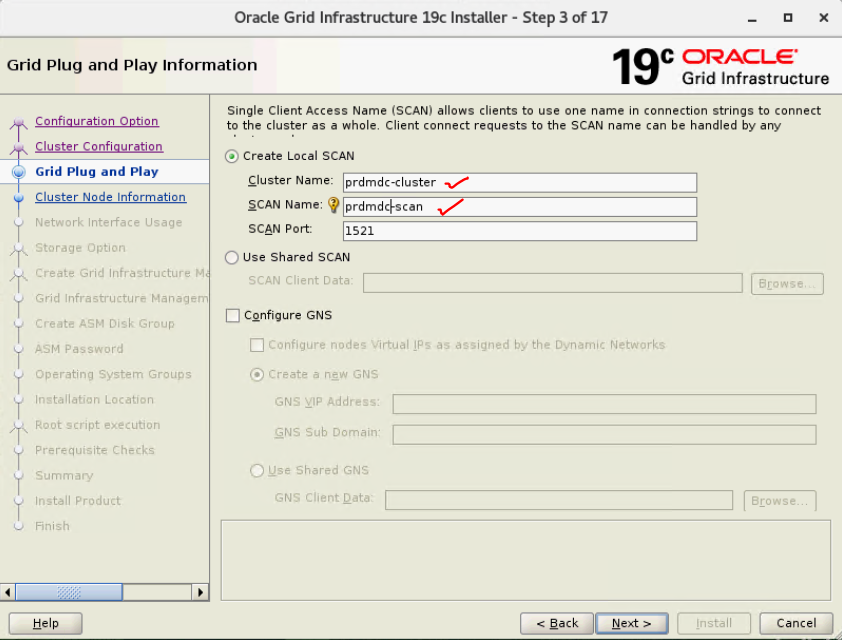 Oracle Grid Infrastructure 19c Installer - Step 3 of 17
Grid Plug and Play Information
19c ORACLE
Grid Infrastructure
Configuration Option
Cluster Configuration
Grid Plug and Play
Cluster Node Information
Network Interface Usage
Storage Option
Create Grid Infrastructure Ma
Grid Infrastructure Managem
Create ASM Disk Group
ASM Password
Operating System Groups
Installation Location
Root script execution
Prerequisite Checks
Summary
Install Product
Finish
Single Client Access Name (SCAN) allows clients to use one name in connection strings to connect
to the cluster as a whole. Client connect requests to the SCAN name can be handled by any
Create Local SCAN
Cluster Name: prdmdc-cluster
SCAN Name: prdmdc-scan
SCAN Port: 1521
Use Shared SCAN
SCAN Client Data: Browse...
Configure GNS
Configure nodes Virtual IPs as assigned by the Dynamic Networks
Create a new GNS
GNS VIP Address:
GNS Sub Domain:
Use Shared GNS
GNS Client Data: Browse...
Help < Back Next > Install Cancel